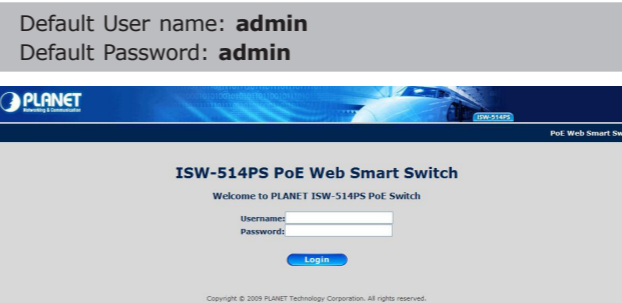 Default User name: admin
Default Password: admin
PLANET
Networking & Communication
ISW-514PS
PoE Web Smart Sw
ISW-514PS PoE Web Smart Switch
Welcome to PLANET ISW-514PS PoE Switch
Username:
Password:
Login
Copyright © 2009 PLANET Technology Corporation. All rights reserved.